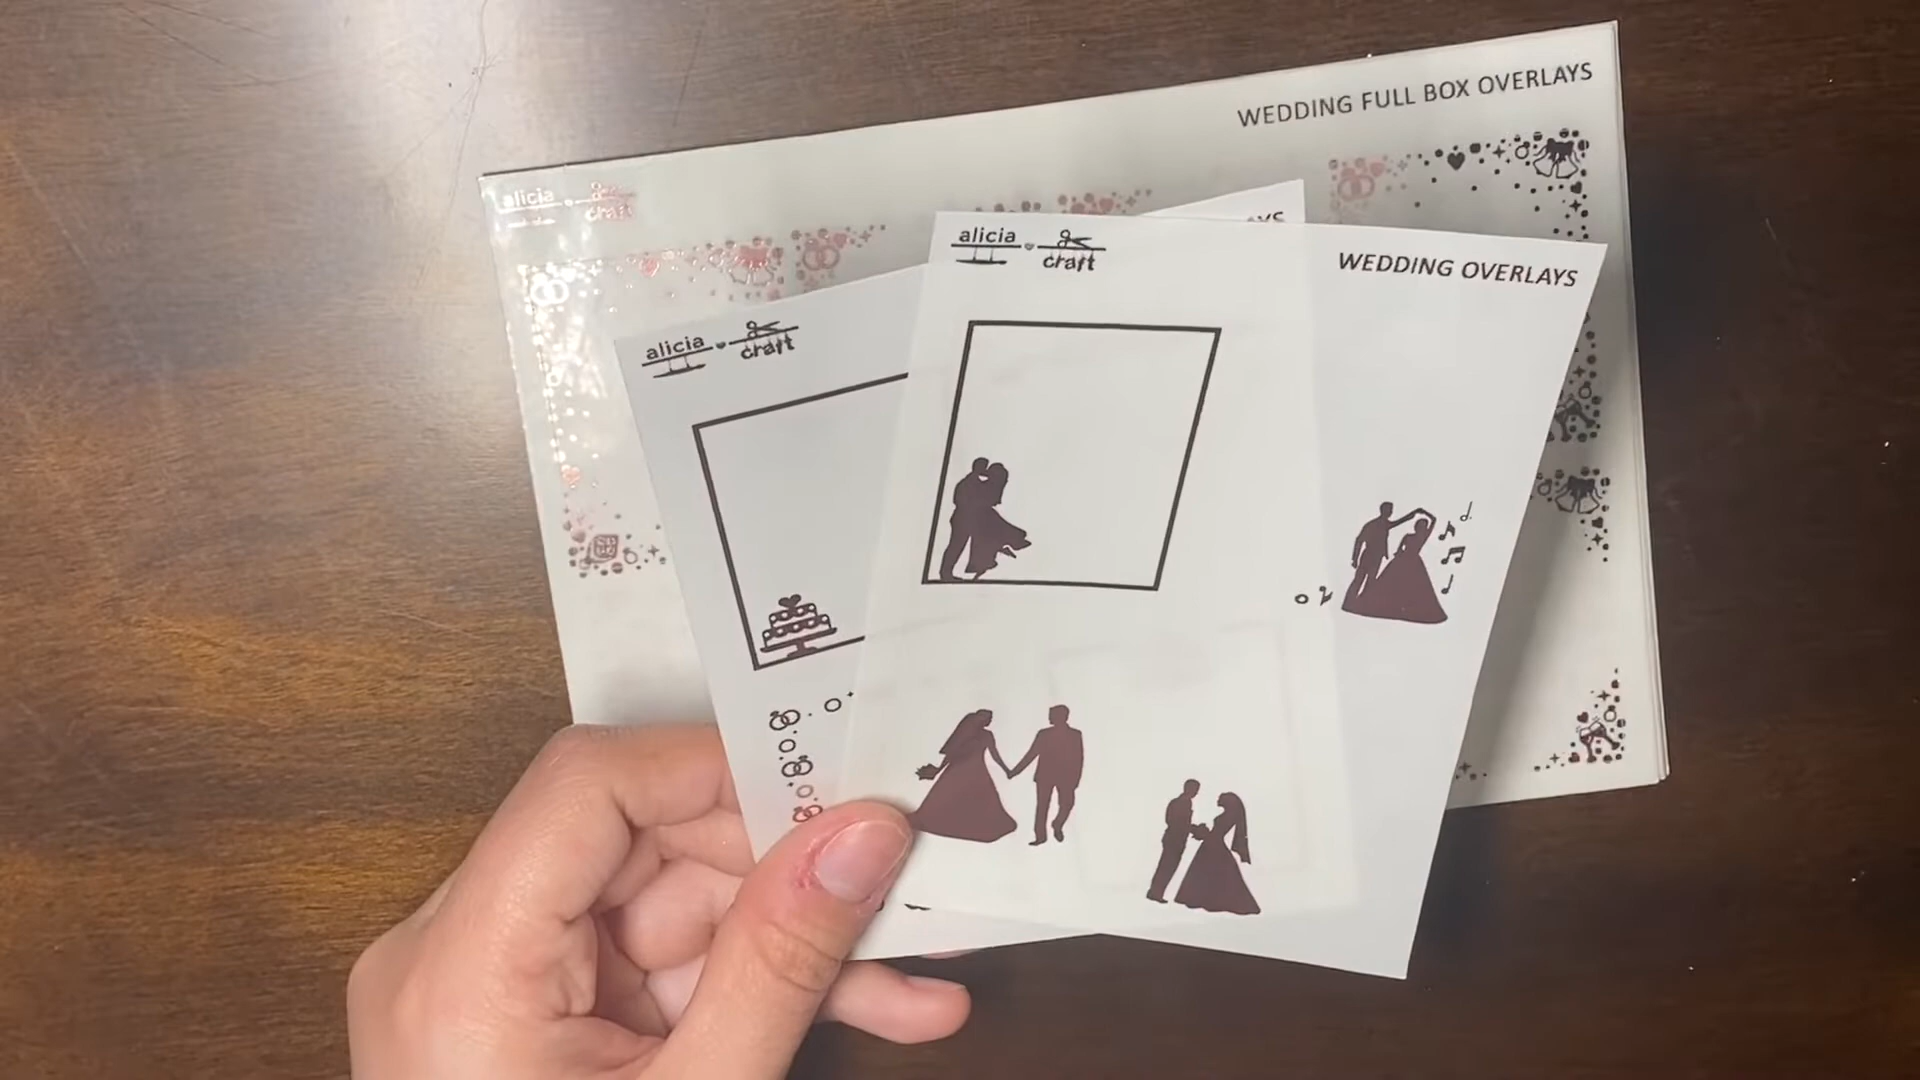 WEDDING FULL BOX OVERLAYS
alicia
craft
alicia
craft
WEDDING OVERLAYS
alicia
craft